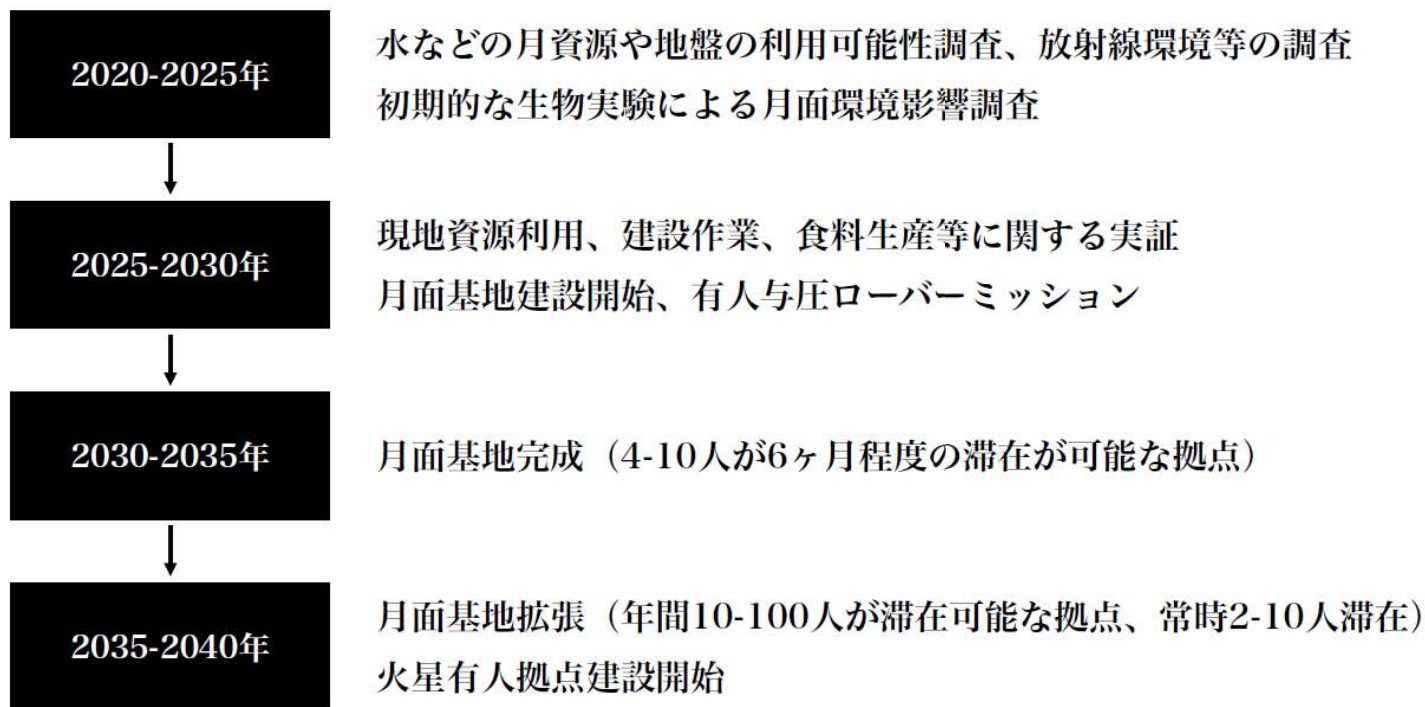 2020-2025年
水などの月資源や地盤の利用可能性調査、放射線環境等の調査
初期的な生物実験による月面環境影響調査
2025-2030年
現地資源利用、建設作業、食料生産等に関する実証
月面基地建設開始、有人与圧ローバーミッション
2030-2035年
月面基地完成（4-10人が6ヶ月程度の滞在が可能な拠点）
2035-2040年
月面基地拡張（年間10-100人が滞在可能な拠点、常時2-10人滞在）
火星有人拠点建設開始